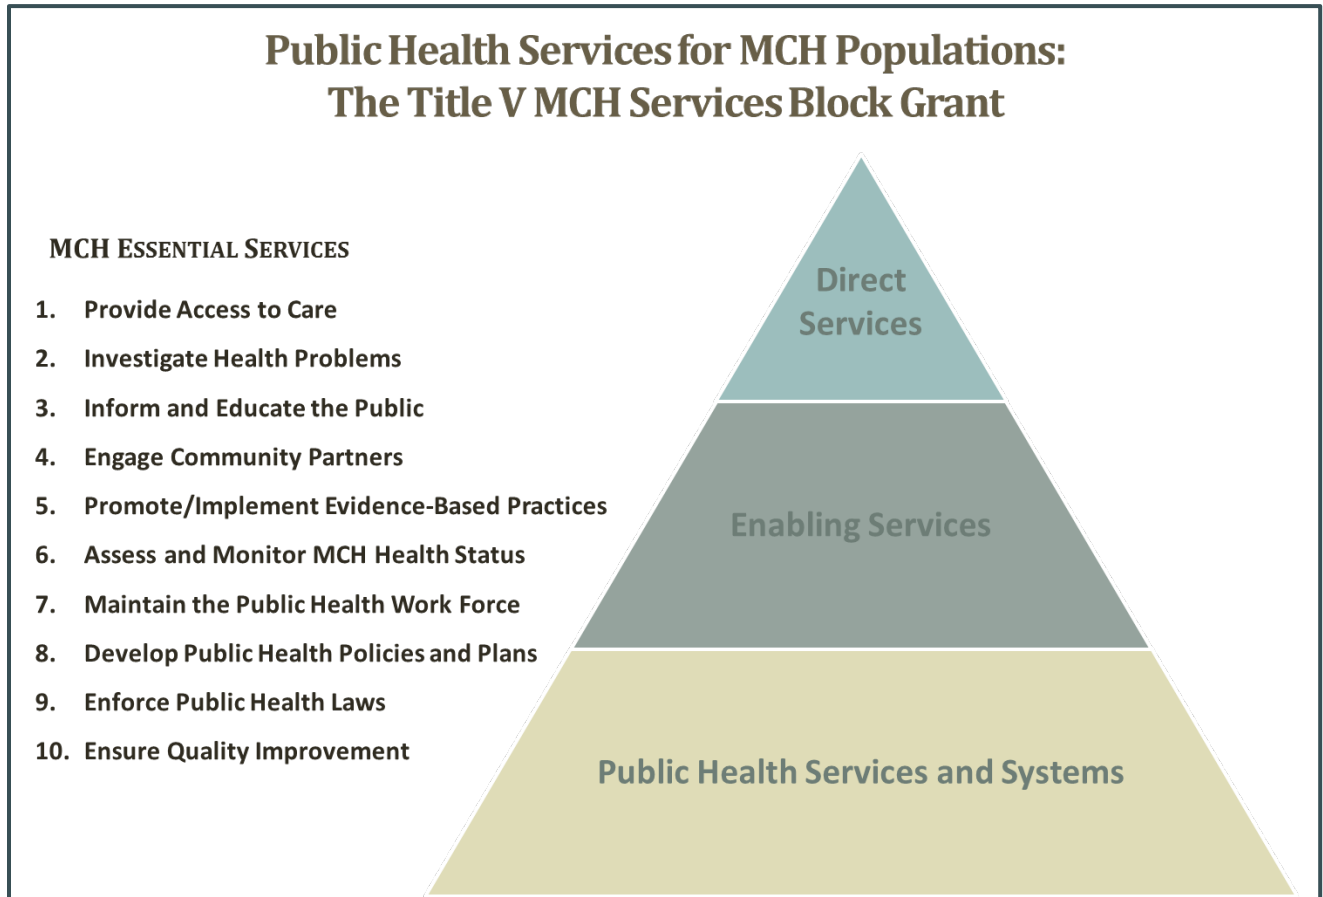 Public Health Services for MCH Populations:
The Title V MCH Services Block Grant
MCH ESSENTIAL SERVICES
1. Provide Access to Care
2. Investigate Health Problems
3. Inform and Educate the Public
4. Engage Community Partners
5. Promote/Implement Evidence-Based Practices
6. Assess and Monitor MCH Health Status
7. Maintain the Public Health Work Force
8. Develop Public Health Policies and Plans
9. Enforce Public Health Laws
10. Ensure Quality Improvement
Direct
Services
Enabling Services
Public Health Services and Systems